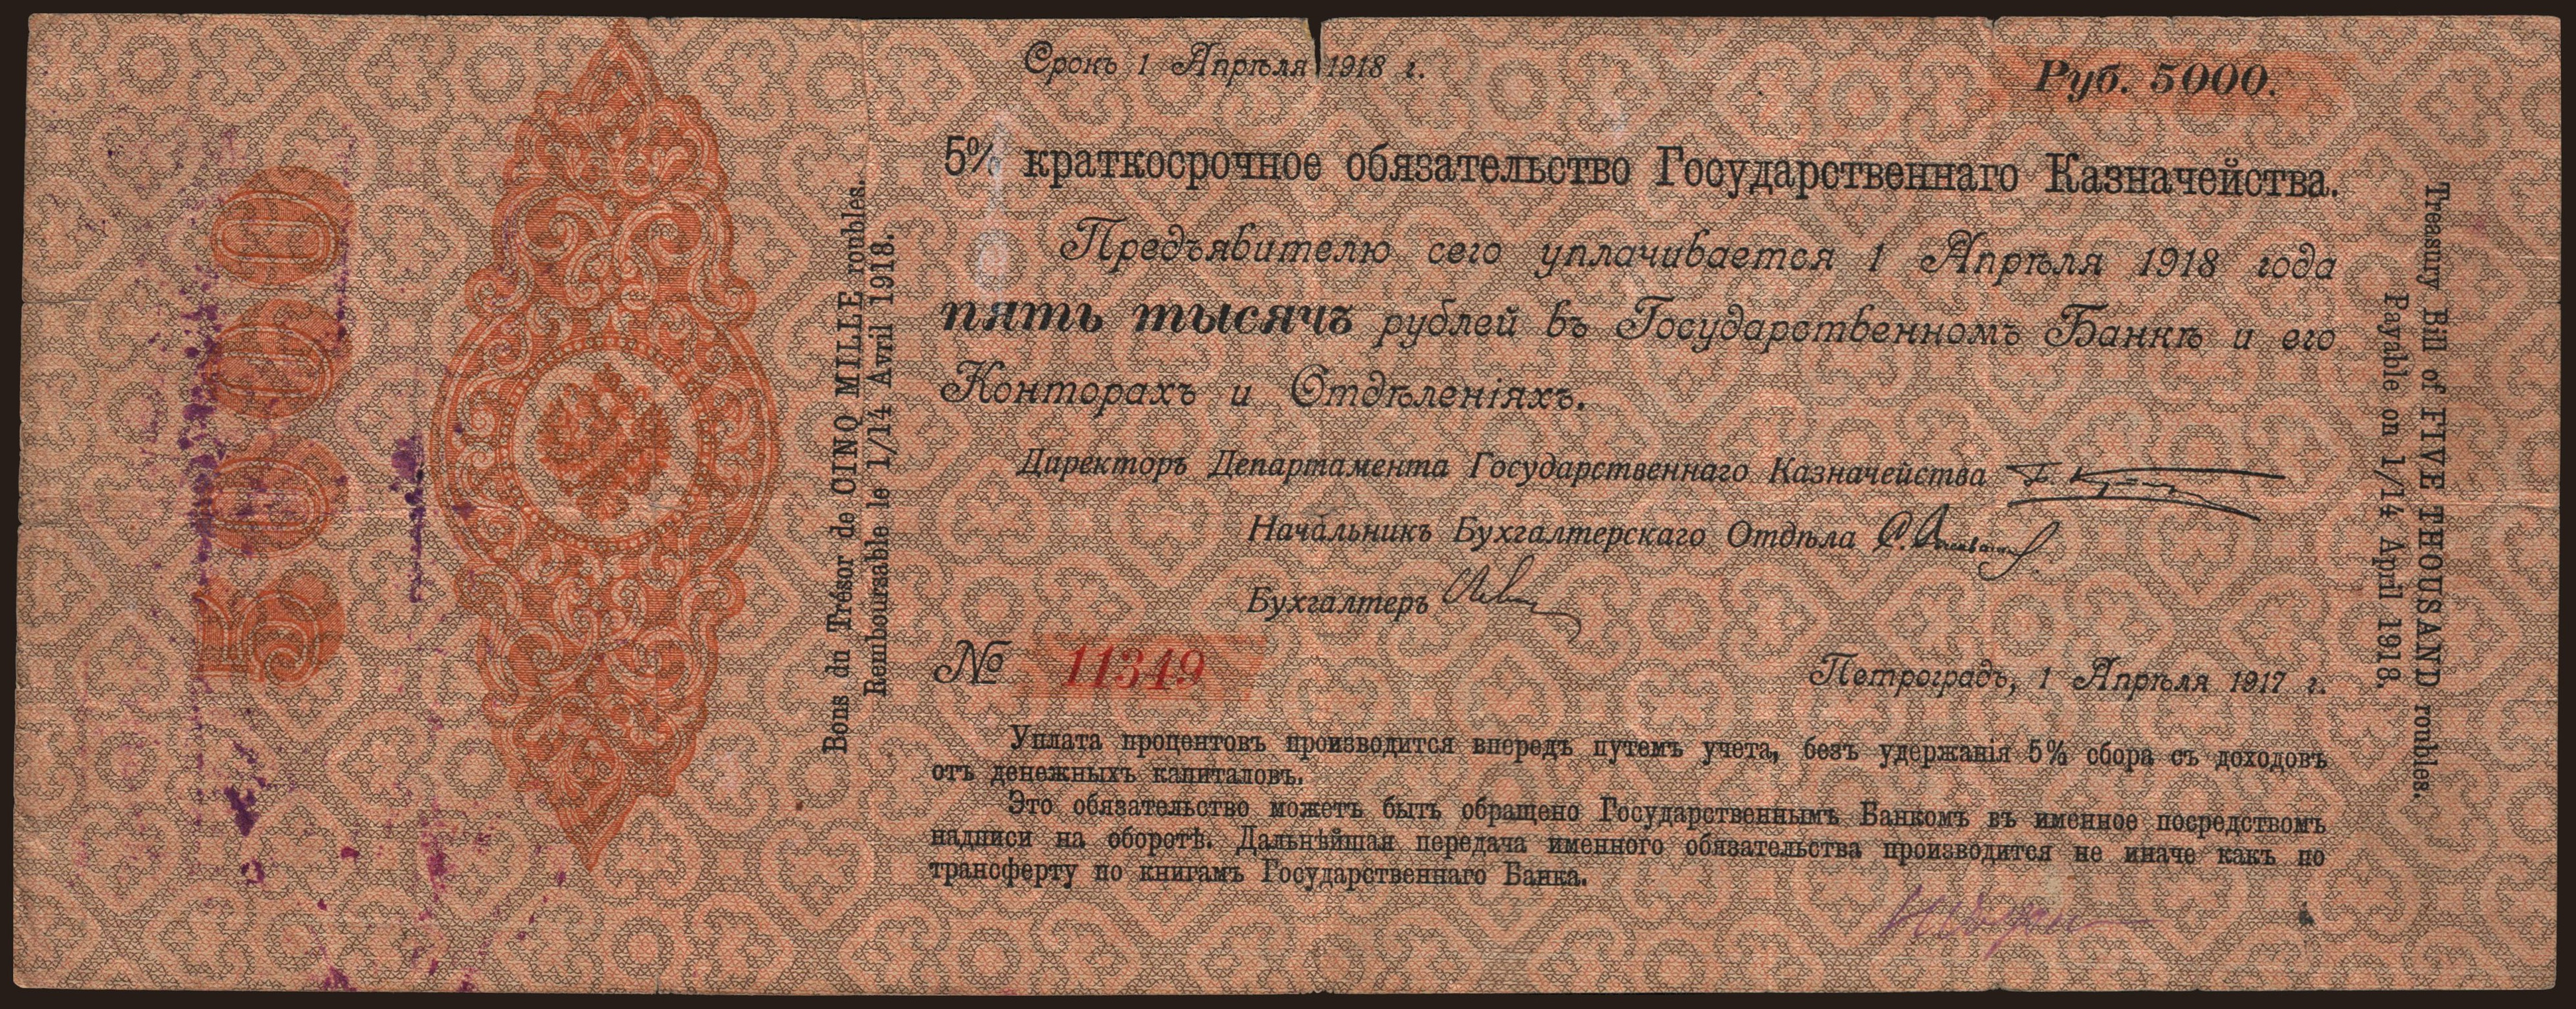 5000
Bons du Trésor de CINQ MILLE roubles.
Remboursable le 1/14 Avril 1918.
Срокъ 1 Апрѣля 1918 г.
Руб. 5000.
5% краткосрочное обязательство Государственнаго Казначейства.
Предъявителю сего уплачивается 1 Апрѣля 1918 года
пять тысячъ рублей въ Государственномъ Банкѣ и его
Конторахъ и Отдѣленіяхъ.
Директоръ Департамента Государственнаго Казначейства
Начальникъ Бухгалтерскаго Отдѣла
Бухгалтеръ
№ 11349
Петроградъ, 1 Апрѣля 1917 г.
Уплата процентовъ производится впередъ путемъ учета, безъ удержанія 5% сбора съ доходовъ
отъ денежныхъ капиталовъ.
Это обязательство можетъ быть обращено Государственнымъ Банкомъ въ именное посредствомъ
надписи на оборотѣ. Дальнѣйшая передача именного обязательства производится не иначе какъ по
трансферту по книгамъ Государственнаго Банка.
Treasury Bill of FIVE THOUSAND roubles.
Payable on 1/14 April 1918.